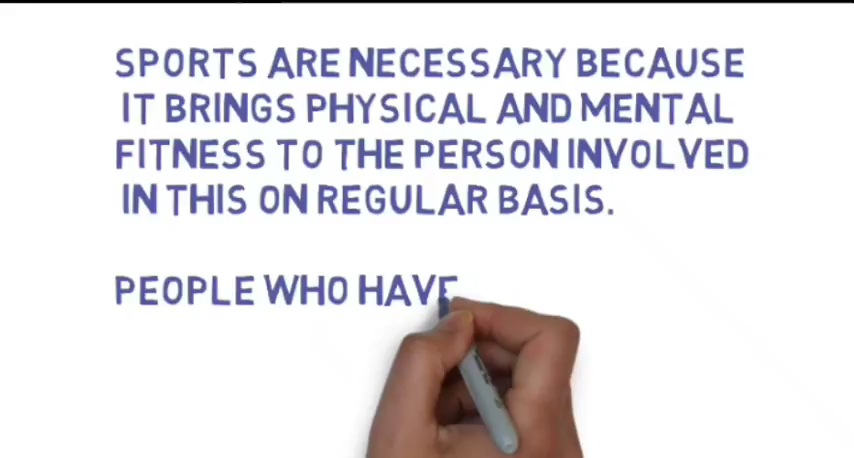 SPORTS ARE NECESSARY BECAUSE
IT BRINGS PHYSICAL AND MENTAL
FITNESS TO THE PERSON INVOLVED
IN THIS ON REGULAR BASIS.
PEOPLE WHO HAVE